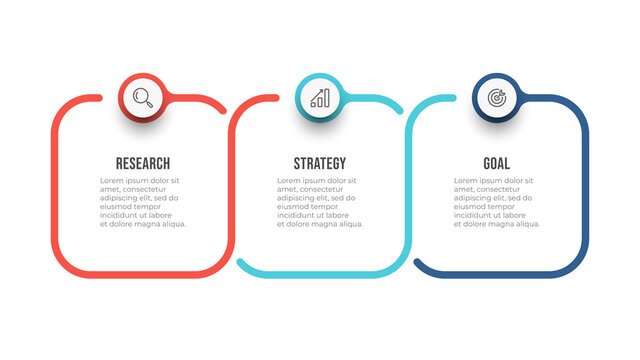 RESEARCH
Lorem ipsum dolor sit
amet, consectetur
adipiscing elit, sed do
eiusmod tempor
incididunt ut labore
et dolore magna aliqua.
STRATEGY
Lorem ipsum dolor sit
amet, consectetur
adipiscing elit, sed do
eiusmod tempor
incididunt ut labore
et dolore magna aliqua.
GOAL
Lorem ipsum dolor sit
amet, consectetur
adipiscing elit, sed do
eiusmod tempor
incididunt ut labore
et dolore magna aliqua.